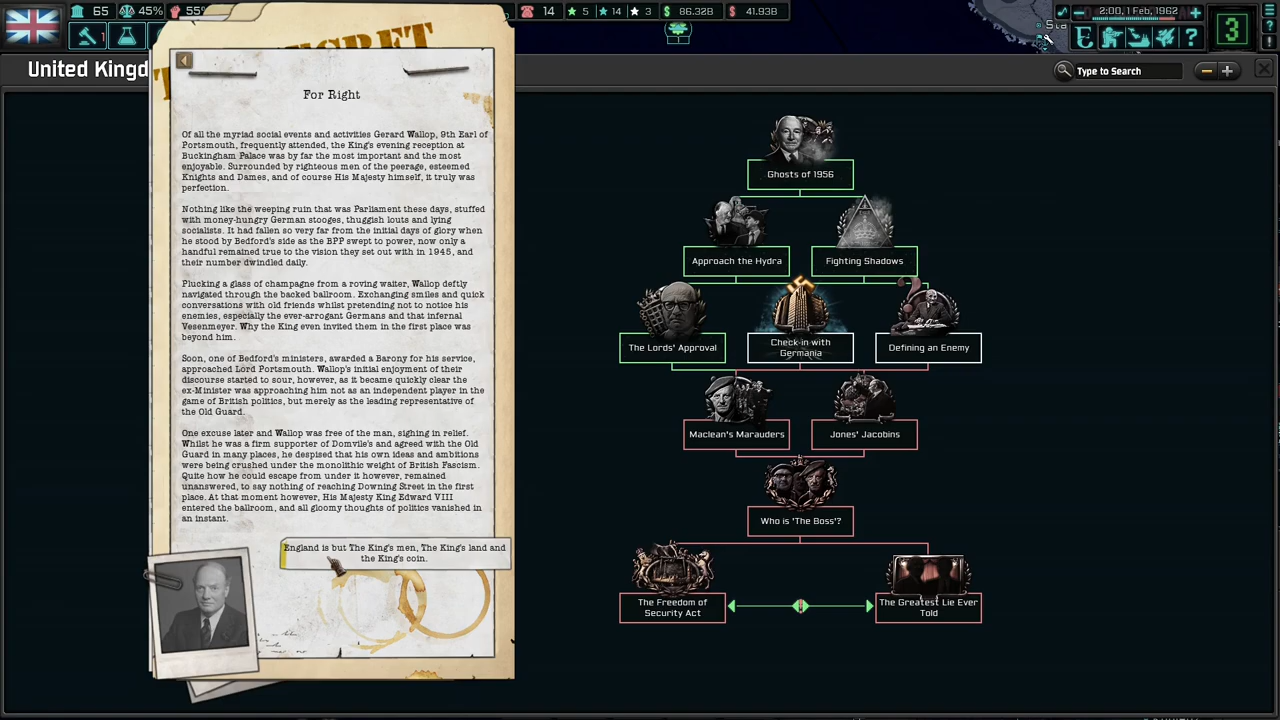 65
45%
55%
14
5
14
3
86.32B
41.93B
2:00, 1 Feb, 1962
3
1
United Kingd
Type to Search
For Right
Of all the myriad social events and activities Gerard Wallop, 9th Earl of
Portsmouth, frequently attended, the King's evening reception at
Buckingham Palace was by far the most important and the most
enjoyable. Surrounded by righteous men of the peerage, esteemed
Knights and Dames, and of course His Majesty himself, it truly was
perfection.
Nothing like the weeping ruin that was Parliament these days, stuffed
with money-hungry German stooges, thuggish louts and lying
socialists. It had fallen so very far from the initial days of glory when
he stood by Bedford's side as the BPP swept to power, now only a
handful remained true to the vision they set out with in 1945, and
their number dwindled daily.
Plucking a glass of champagne from a roving waiter, Wallop deftly
navigated through the backed ballroom. Exchanging smiles and quick
conversations with old friends whilst pretending not to notice his
enemies, especially the ever-arrogant Germans and that infernal
Vesenmeyer. Why the King even invited them in the first place was
beyond him.
Soon, one of Bedford's ministers, awarded a Barony for his service,
approached Lord Portsmouth. Wallop's initial enjoyment of their
discourse started to sour, however, as it became quickly clear the
ex-Minister was approaching him not as an independent player in the
game of British politics, but merely as the leading representative of
the Old Guard.
One excuse later and Wallop was free of the man, sighing in relief.
Whilst he was a firm supporter of Domvile's and agreed with the Old
Guard in many places, he despised that his own ideas and ambitions
were being crushed under the monolithic weight of British Fascism.
Quite how he could escape from under it however, remained
unanswered, to say nothing of reaching Downing Street in the first
place. At that moment however, His Majesty King Edward VIII
entered the ballroom, and all gloomy thoughts of politics vanished in
an instant.
England is but The King's men, The King's land and
the King's coin.
Ghosts of 1956
Approach the Hydra
Fighting Shadows
The Lords' Approval
Check-in with
Germania
Defining an Enemy
Maclean's Marauders
Jones' Jacobins
Who is 'The Boss'?
The Freedom of
Security Act
The Greatest Lie Ever
Told